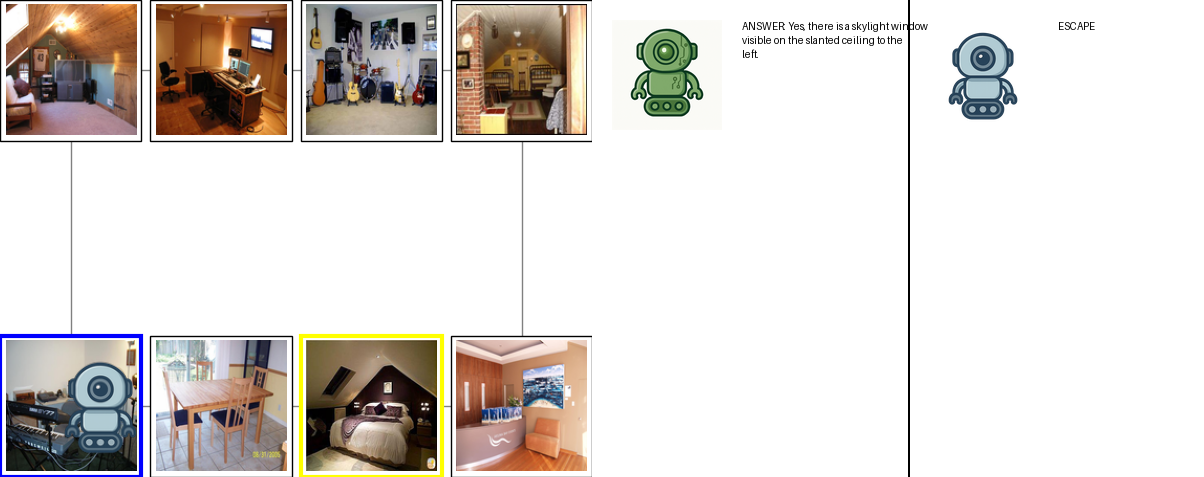 ANSWER: Yes, there is a skylight window
visible on the slanted ceiling to the
left.
ESCAPE